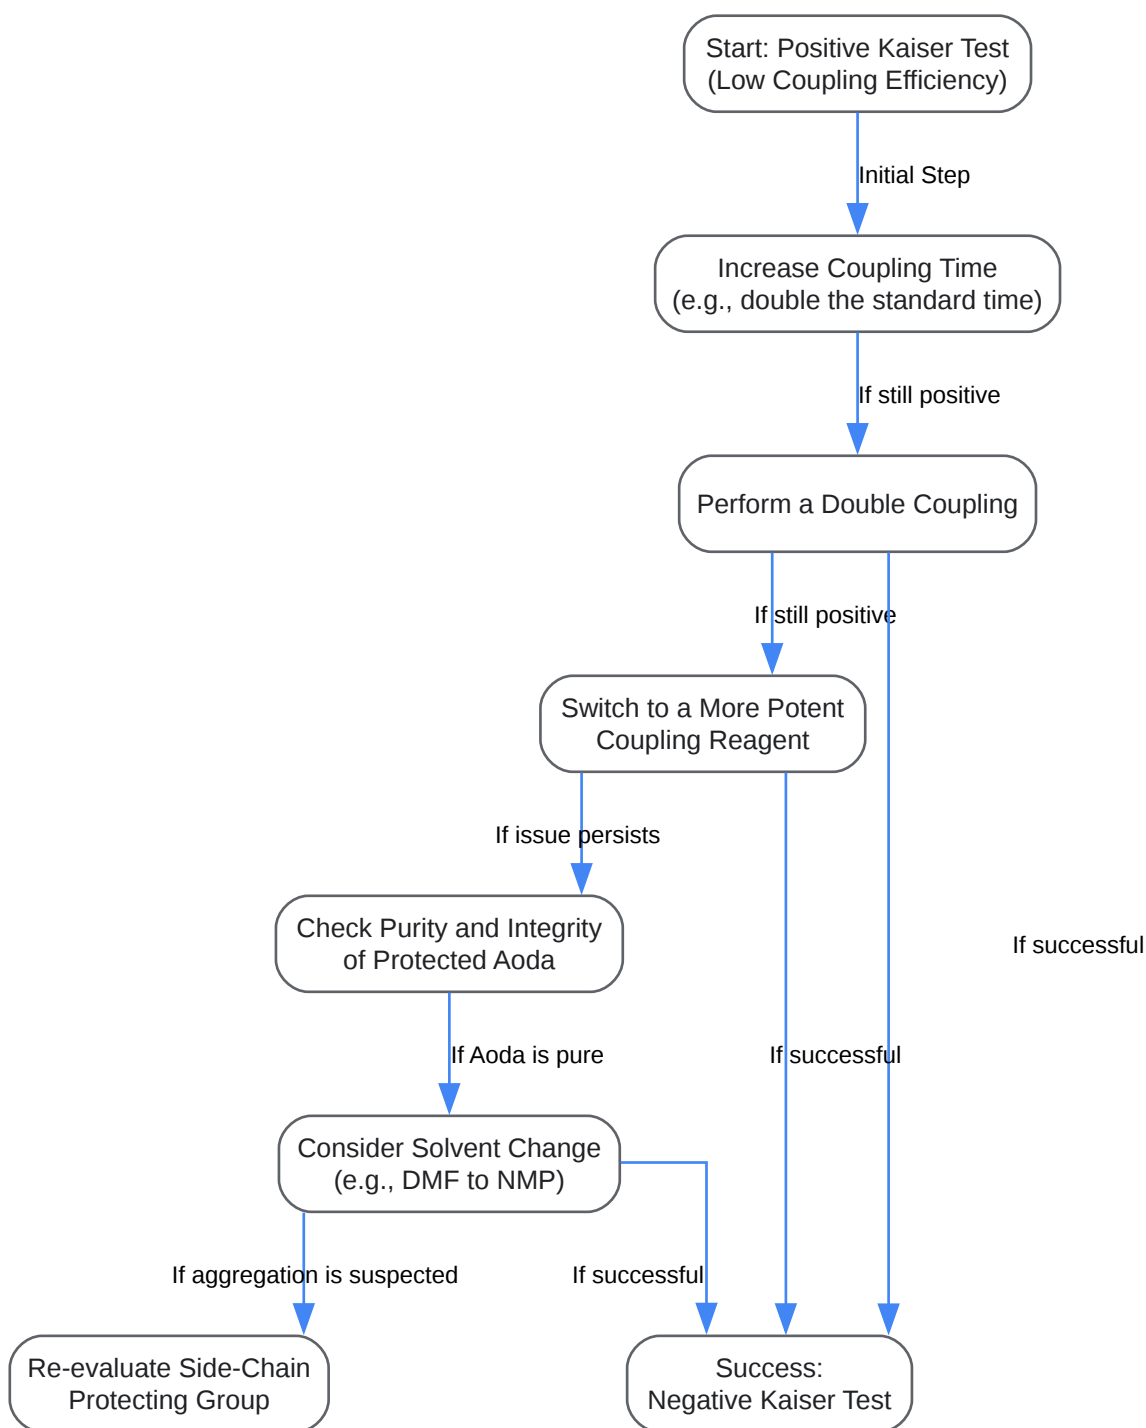 Start: Positive Kaiser Test
(Low Coupling Efficiency)
Initial Step
Increase Coupling Time
(e.g., double the standard time)
If still positive
Perform a Double Coupling
If still positive
Switch to a More Potent
Coupling Reagent
If issue persists
Check Purity and Integrity
of Protected Aoda
If successful
If Aoda is pure
If successful
Consider Solvent Change
(e.g., DMF to NMP)
If aggregation is suspected
If successful
Re-evaluate Side-Chain
Protecting Group
Success:
Negative Kaiser Test